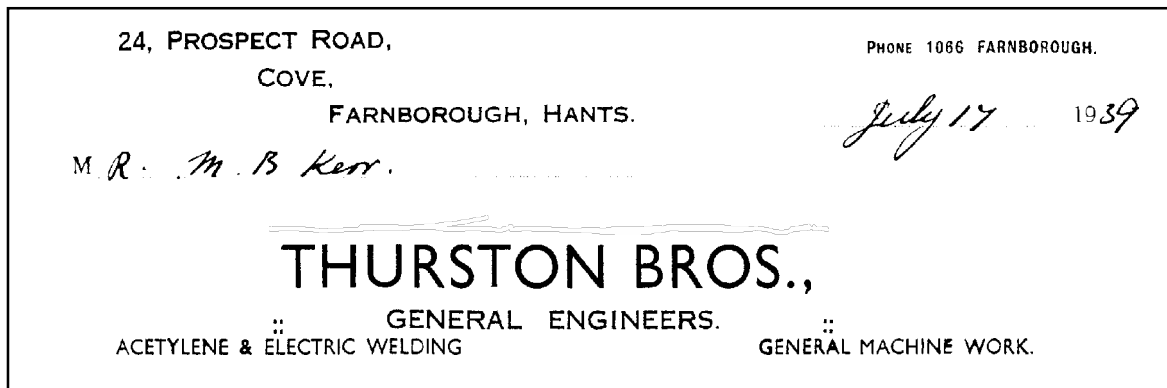 24, PROSPECT ROAD,
PHONE 1066 FARNBOROUGH.
COVE,
FARNBOROUGH, HANTS.
July 17 1939
MR. M. B Kerr.
THURSTON BROS.,
GENERAL ENGINEERS.
ACETYLENE & ELECTRIC WELDING :: :: GENERAL MACHINE WORK.